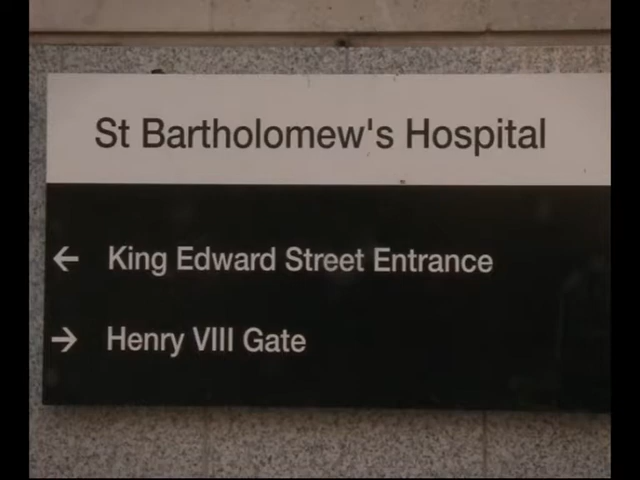 St Bartholomew's Hospital
← King Edward Street Entrance
→ Henry VIII Gate